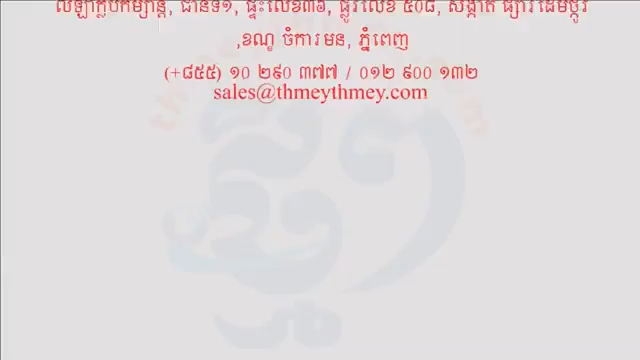 ជាន់ទី១, ផ្ទះលេខ៣៦, ផ្លូវលេខ ៥០៨, សង្កាត់ ផ្សារដើមថ្កូវ
,ខណ្ឌ ចំការមន, ភ្នំពេញ
(+៨៥៥) ១០ ២៩០ ៣៧៧ / ០១២ ៩០០ ១៣២
sales@thmeythmey.com